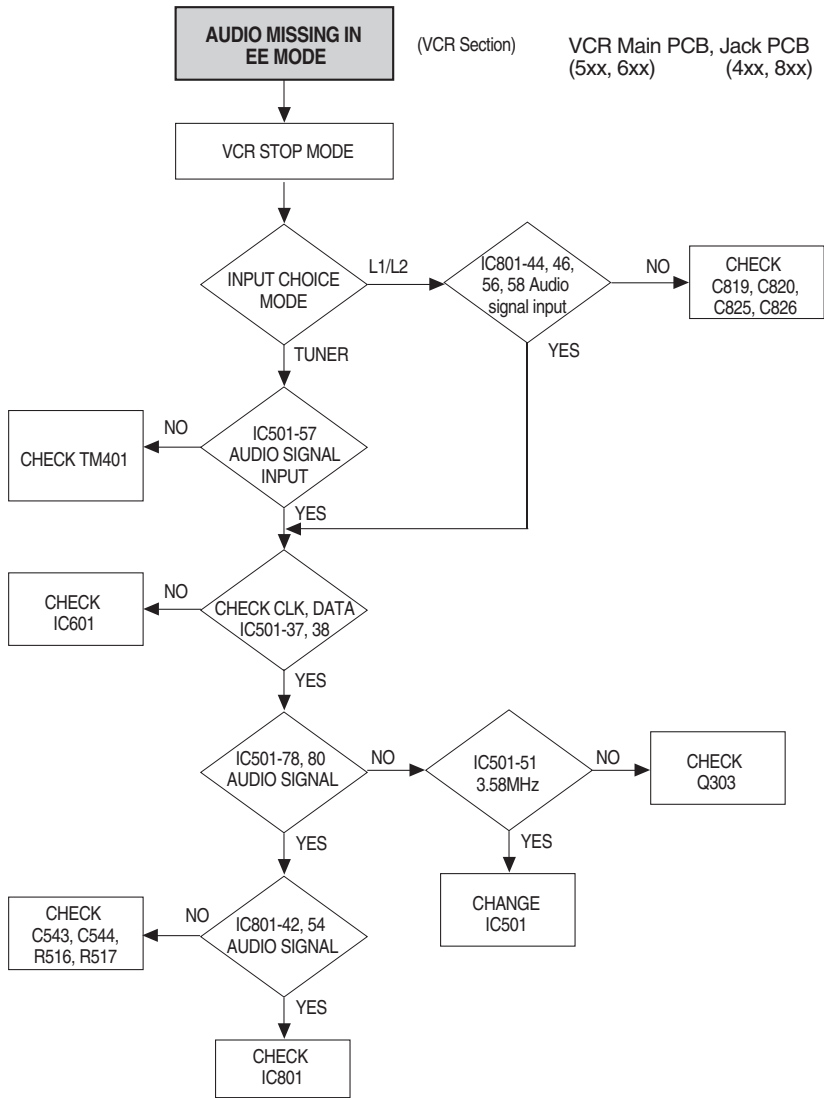 AUDIO MISSING IN
EE MODE
(VCR Section)
VCR Main PCB, Jack PCB
(5xx, 6xx) (4xx, 8xx)
VCR STOP MODE
INPUT CHOICE
MODE
L1/L2
IC801-44, 46,
56, 58 Audio
signal input
NO
CHECK
C819, C820,
C825, C826
YES
TUNER
IC501-57
AUDIO SIGNAL
INPUT
NO
CHECK TM401
YES
CHECK CLK, DATA
IC501-37, 38
NO
CHECK
IC601
YES
IC501-78, 80
AUDIO SIGNAL
NO
IC501-51
3.58MHz
NO
CHECK
Q303
YES
CHANGE
IC501
YES
IC801-42, 54
AUDIO SIGNAL
NO
CHECK
C543, C544,
R516, R517
YES
CHECK
IC801